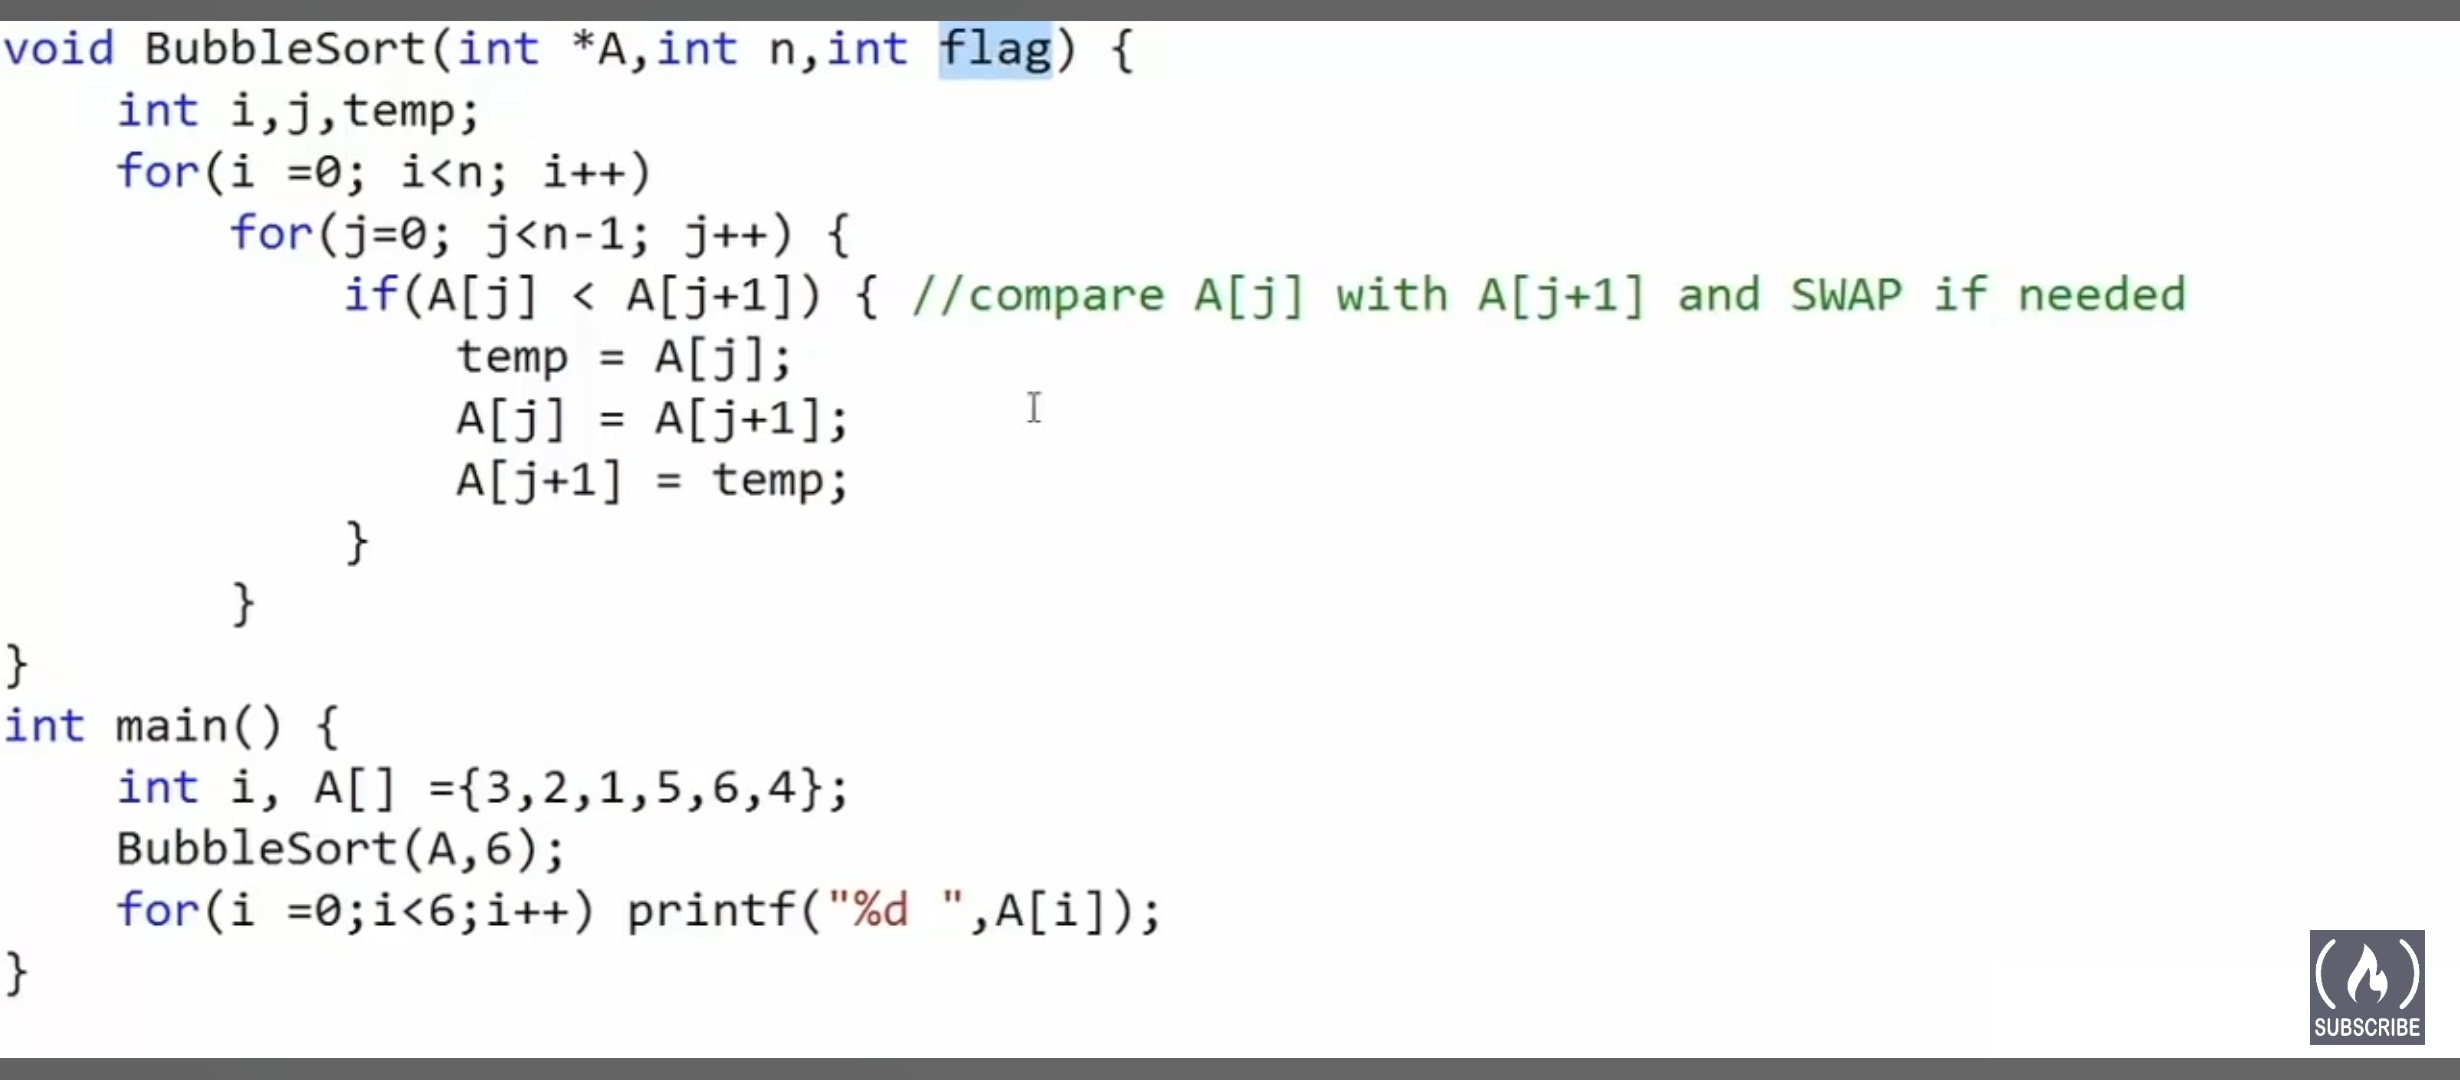 void BubbleSort(int *A,int n,int flag) {
int i,j,temp;
for(i =0; i<n; i++)
for(j=0; j<n-1; j++) {
if(A[j] < A[j+1]) { //compare A[j] with A[j+1] and SWAP if needed
temp = A[j];
A[j] = A[j+1];
A[j+1] = temp;
}
}
}
int main() {
int i, A[] ={3,2,1,5,6,4};
BubbleSort(A,6);
for(i =0;i<6;i++) printf("%d ",A[i]);
}
SUBSCRIBE